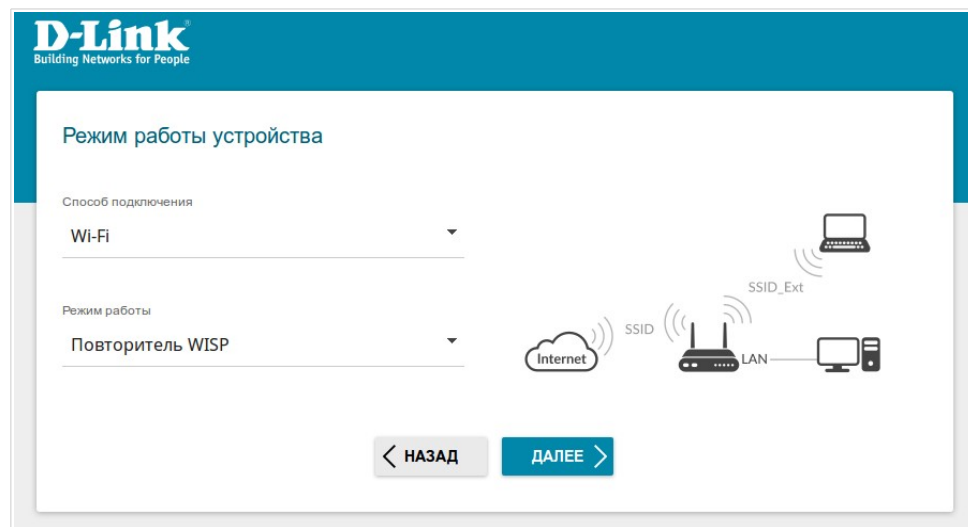 D-Link®
Building Networks for People
Режим работы устройства
Способ подключения
Wi-Fi
Режим работы
Повторитель WISP
SSID_Ext
SSID
Internet
LAN
НАЗАД
ДАЛЕЕ